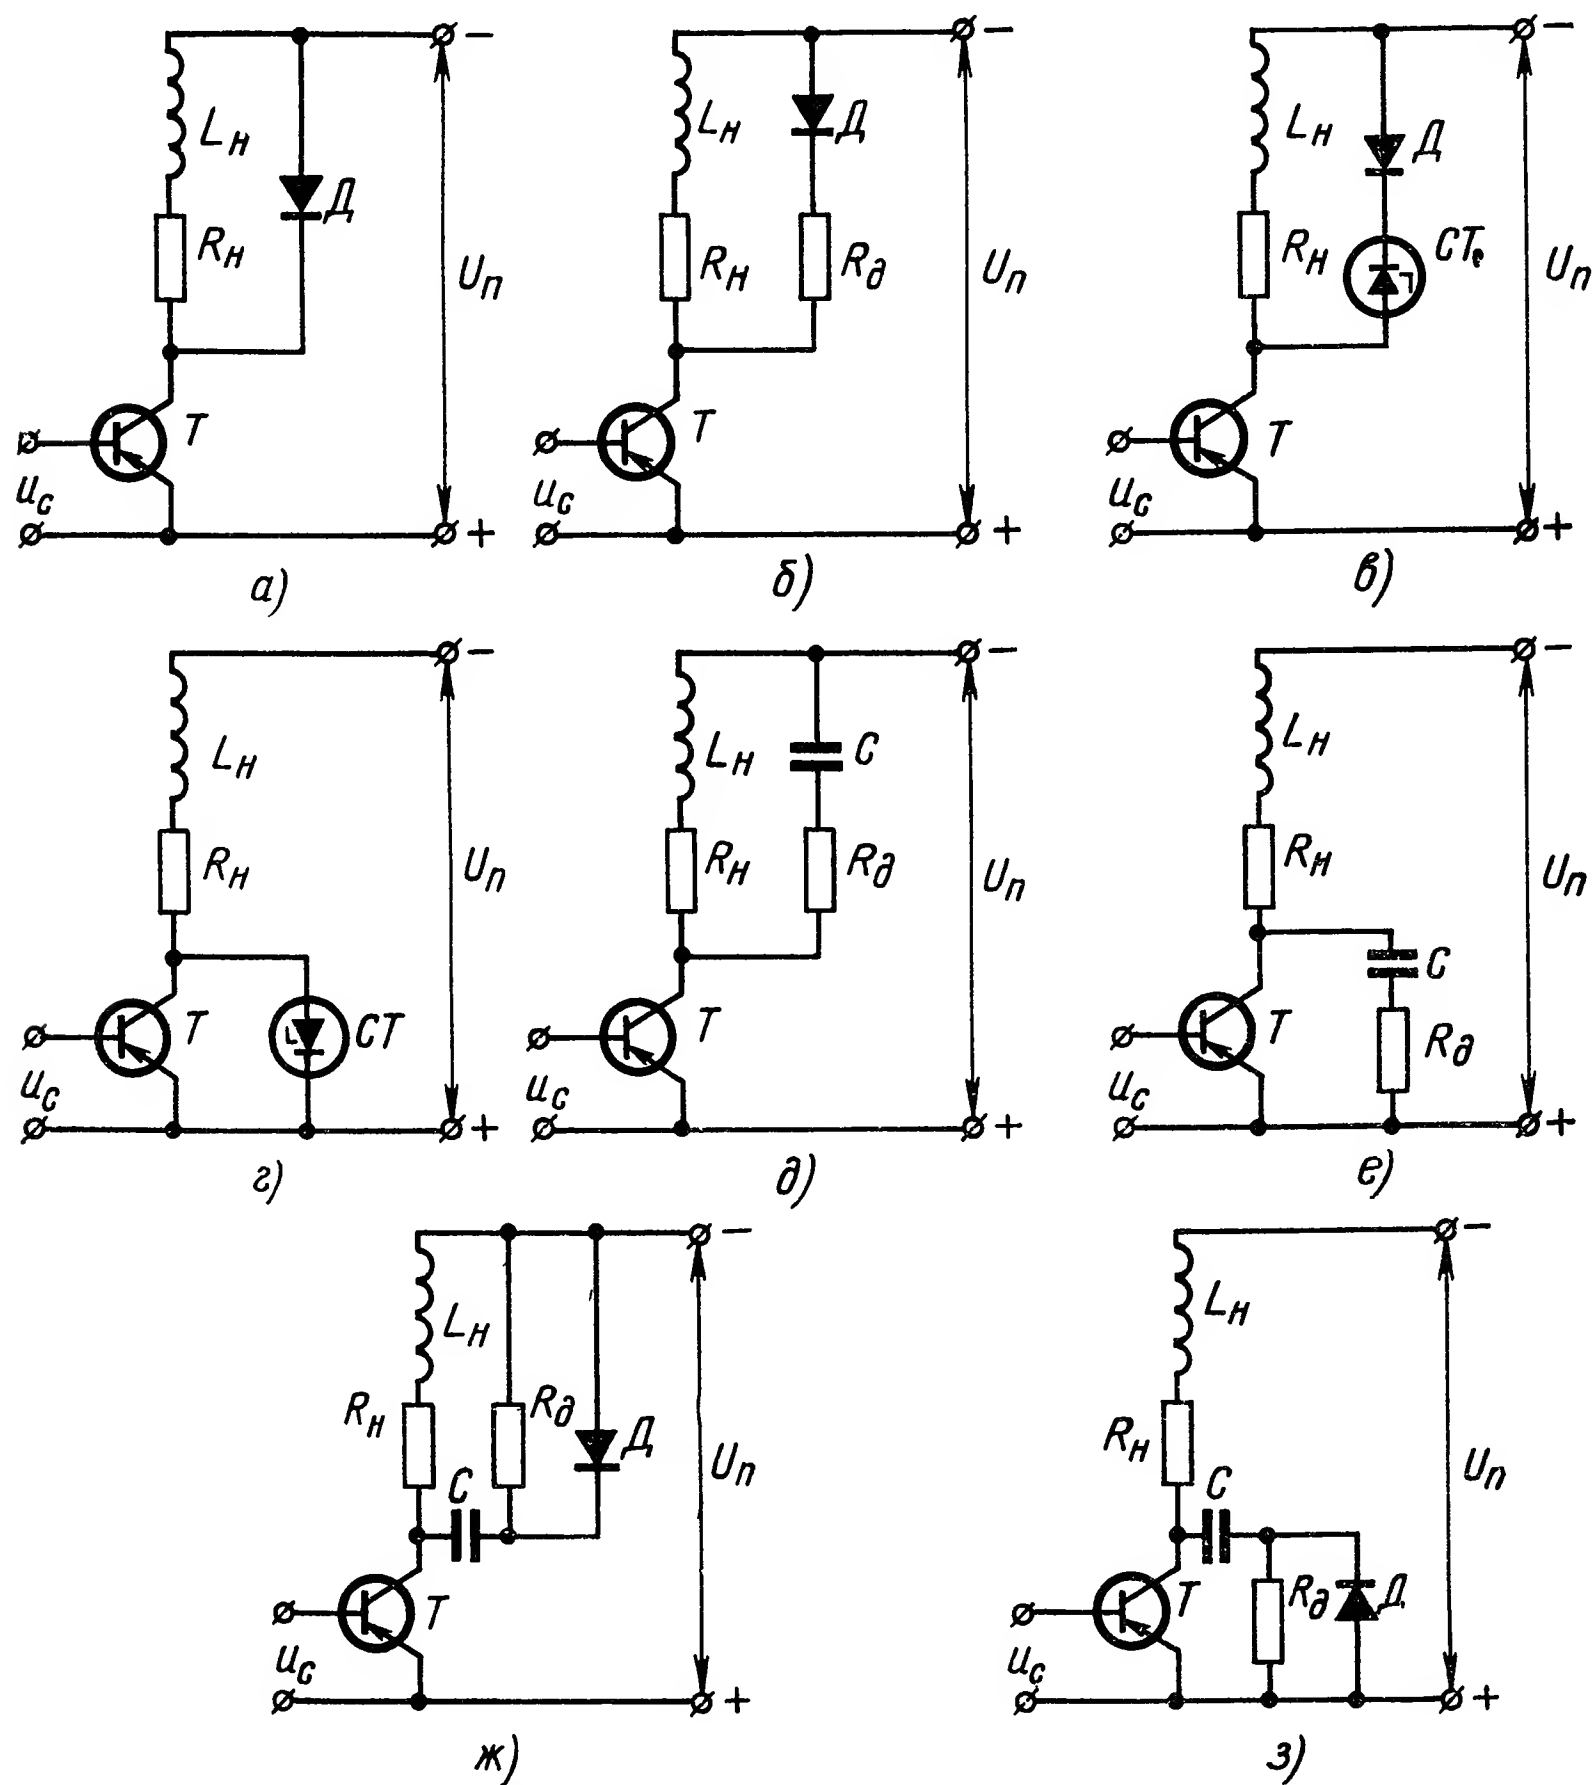 −
Lн
Д
Rн
Uп
T
uс
+
а)
−
Lн
Д
Rн
Rд
Uп
T
uс
+
б)
−
Lн
Д
Rн
СТ
Uп
T
uс
+
в)
−
Lн
Rн
Uп
T
СТ
uс
+
г)
−
Lн
C
Rн
Rд
Uп
T
uс
+
д)
−
Lн
Rн
Uп
C
T
Rд
uс
+
е)
−
Lн
Rн
Rд
Д
Uп
C
T
uс
+
ж)
−
Lн
Rн
Uп
C
T
Rд
Д
uс
+
з)